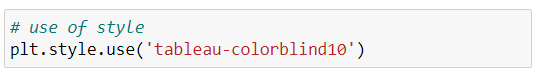 # use of style
plt.style.use('tableau-colorblind10')